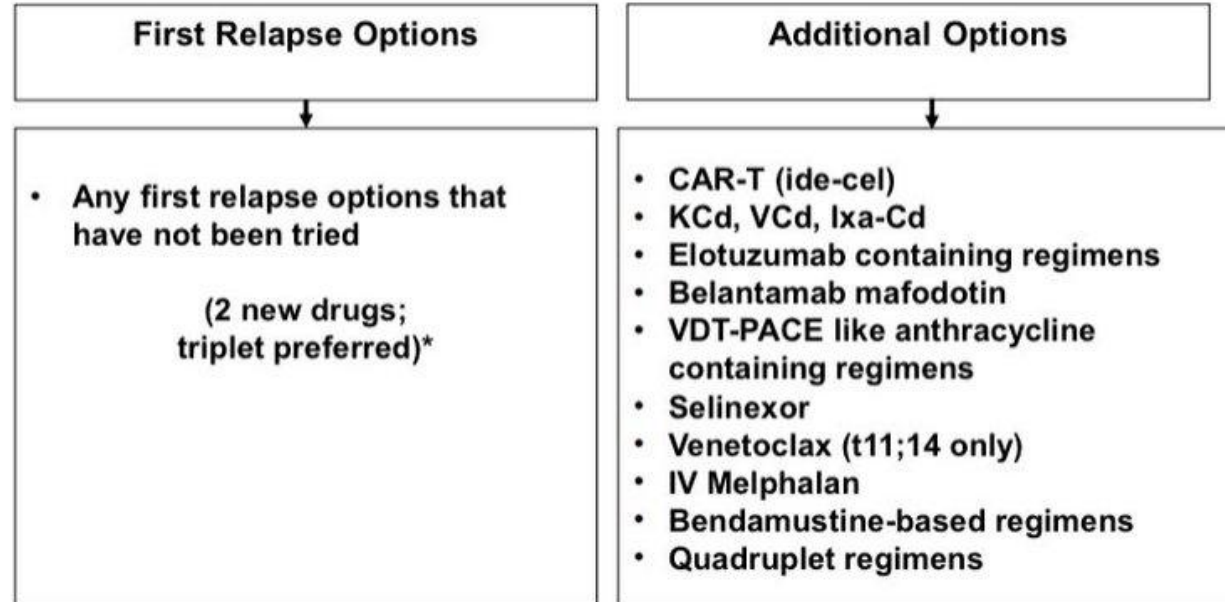 First Relapse Options
• Any first relapse options that
have not been tried
(2 new drugs;
triplet preferred)*
Additional Options
• CAR-T (ide-cel)
• KCd, VCd, Ixa-Cd
• Elotuzumab containing regimens
• Belantamab mafodotin
• VDT-PACE like anthracycline
containing regimens
• Selinexor
• Venetoclax (t11;14 only)
• IV Melphalan
• Bendamustine-based regimens
• Quadruplet regimens